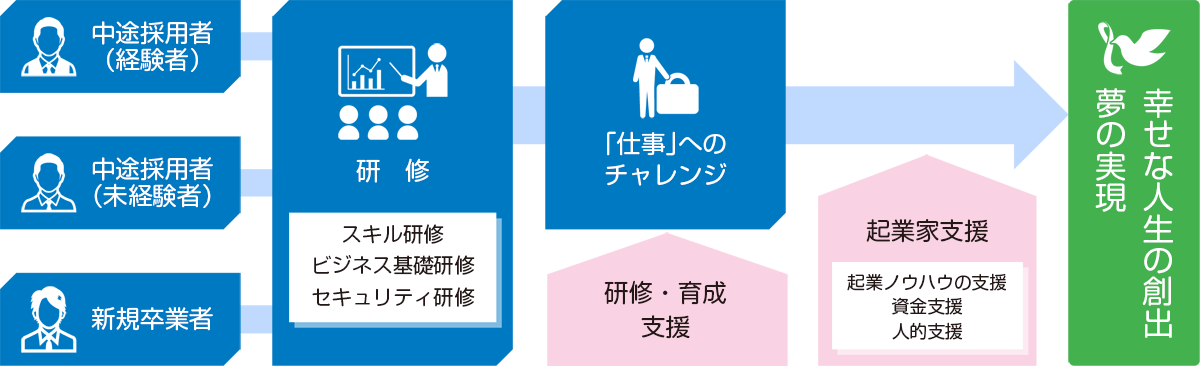 中途採用者
（経験者）
中途採用者
（未経験者）
新規卒業者
研　修
スキル研修
ビジネス基礎研修
セキュリティ研修
「仕事」への
チャレンジ
研修・育成
支援
起業家支援
起業ノウハウの支援
資金支援
人的支援
幸せな人生の創出
夢の実現